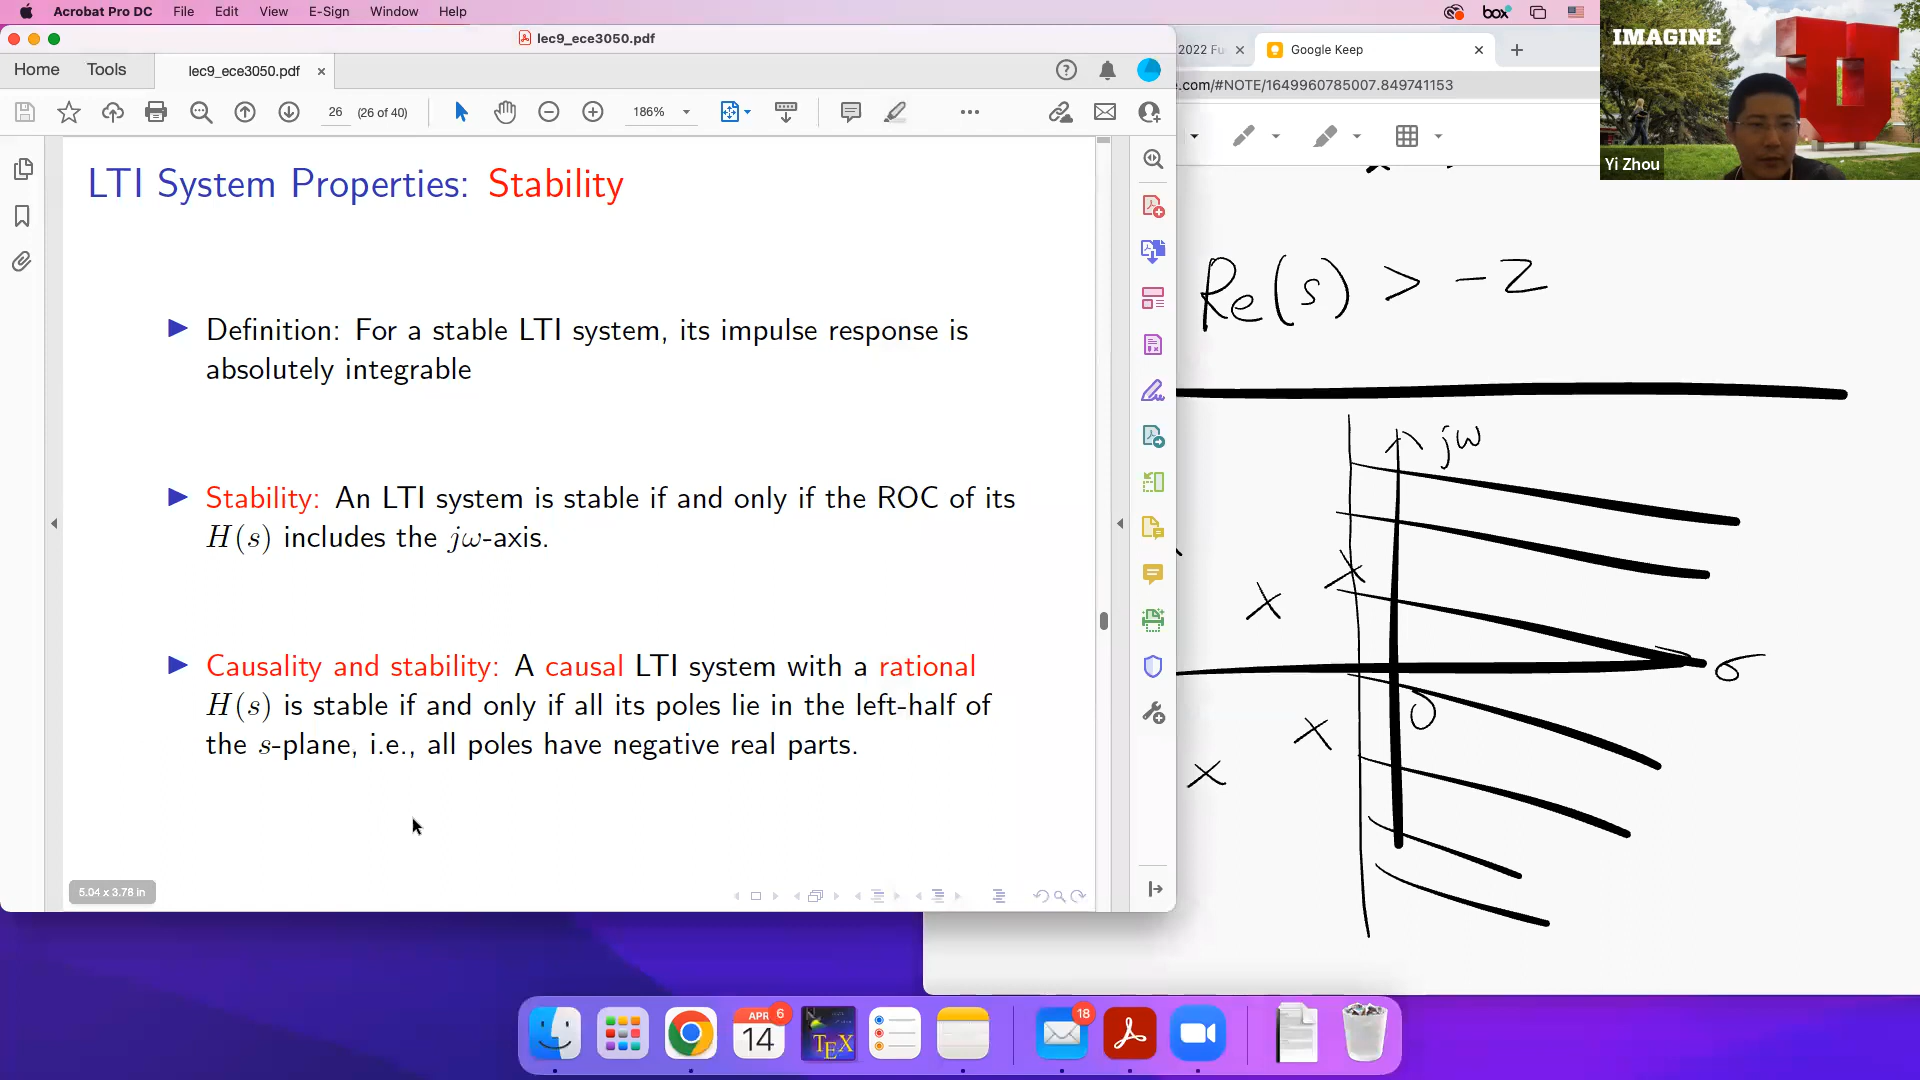 Acrobat Pro DC File Edit View E-Sign Window Help
box
lec9_ece3050.pdf
Home Tools lec9_ece3050.pdf ×
26 (26 of 40) 186%
LTI System Properties: Stability
Definition: For a stable LTI system, its impulse response is
absolutely integrable
Stability: An LTI system is stable if and only if the ROC of its
H(s) includes the jω-axis.
Causality and stability: A causal LTI system with a rational
H(s) is stable if and only if all its poles lie in the left-half of
the s-plane, i.e., all poles have negative real parts.
5.04 x 3.78 in
2022 Fu
Google Keep
e.com/#NOTE/1649960785007.849741153
IMAGINE
U
Yi Zhou
Re(s) > -2
jω
x x
σ
0
x
x
APR 6
14
TEX
18